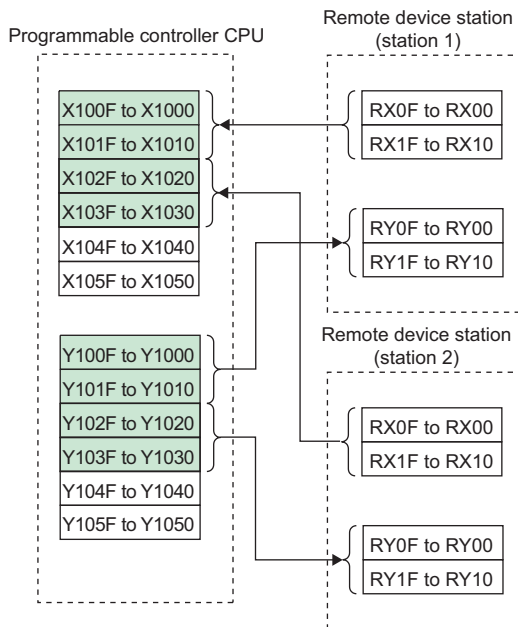 Programmable controller CPU
X100F to X1000
X101F to X1010
X102F to X1020
X103F to X1030
X104F to X1040
X105F to X1050
Y100F to Y1000
Y101F to Y1010
Y102F to Y1020
Y103F to Y1030
Y104F to Y1040
Y105F to Y1050
Remote device station
(station 1)
RX0F to RX00
RX1F to RX10
RY0F to RY00
RY1F to RY10
Remote device station
(station 2)
RX0F to RX00
RX1F to RX10
RY0F to RY00
RY1F to RY10